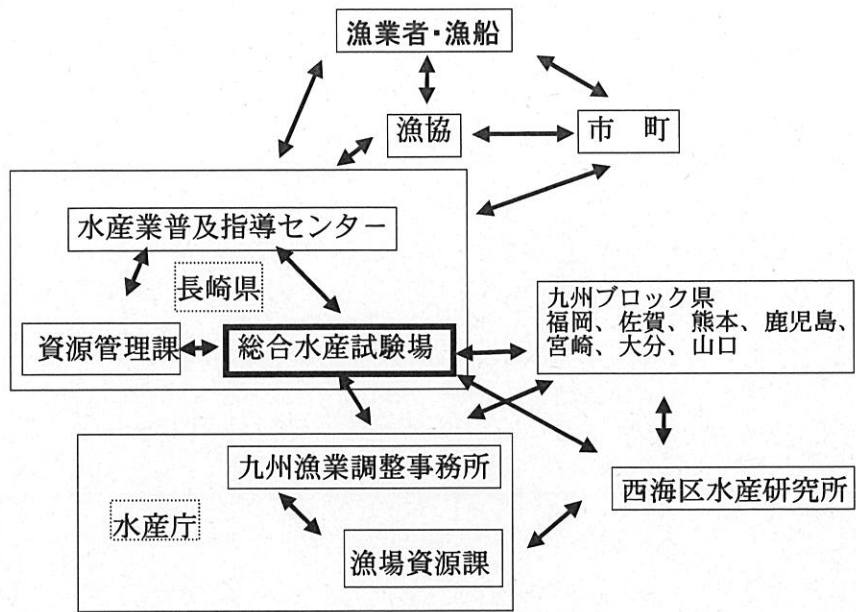 漁業者・漁船
漁協
市　町
水産業普及指導センター
長崎県
資源管理課
総合水産試験場
九州ブロック県
福岡、佐賀、熊本、鹿児島、
宮崎、大分、山口
九州漁業調整事務所
西海区水産研究所
水産庁
漁場資源課